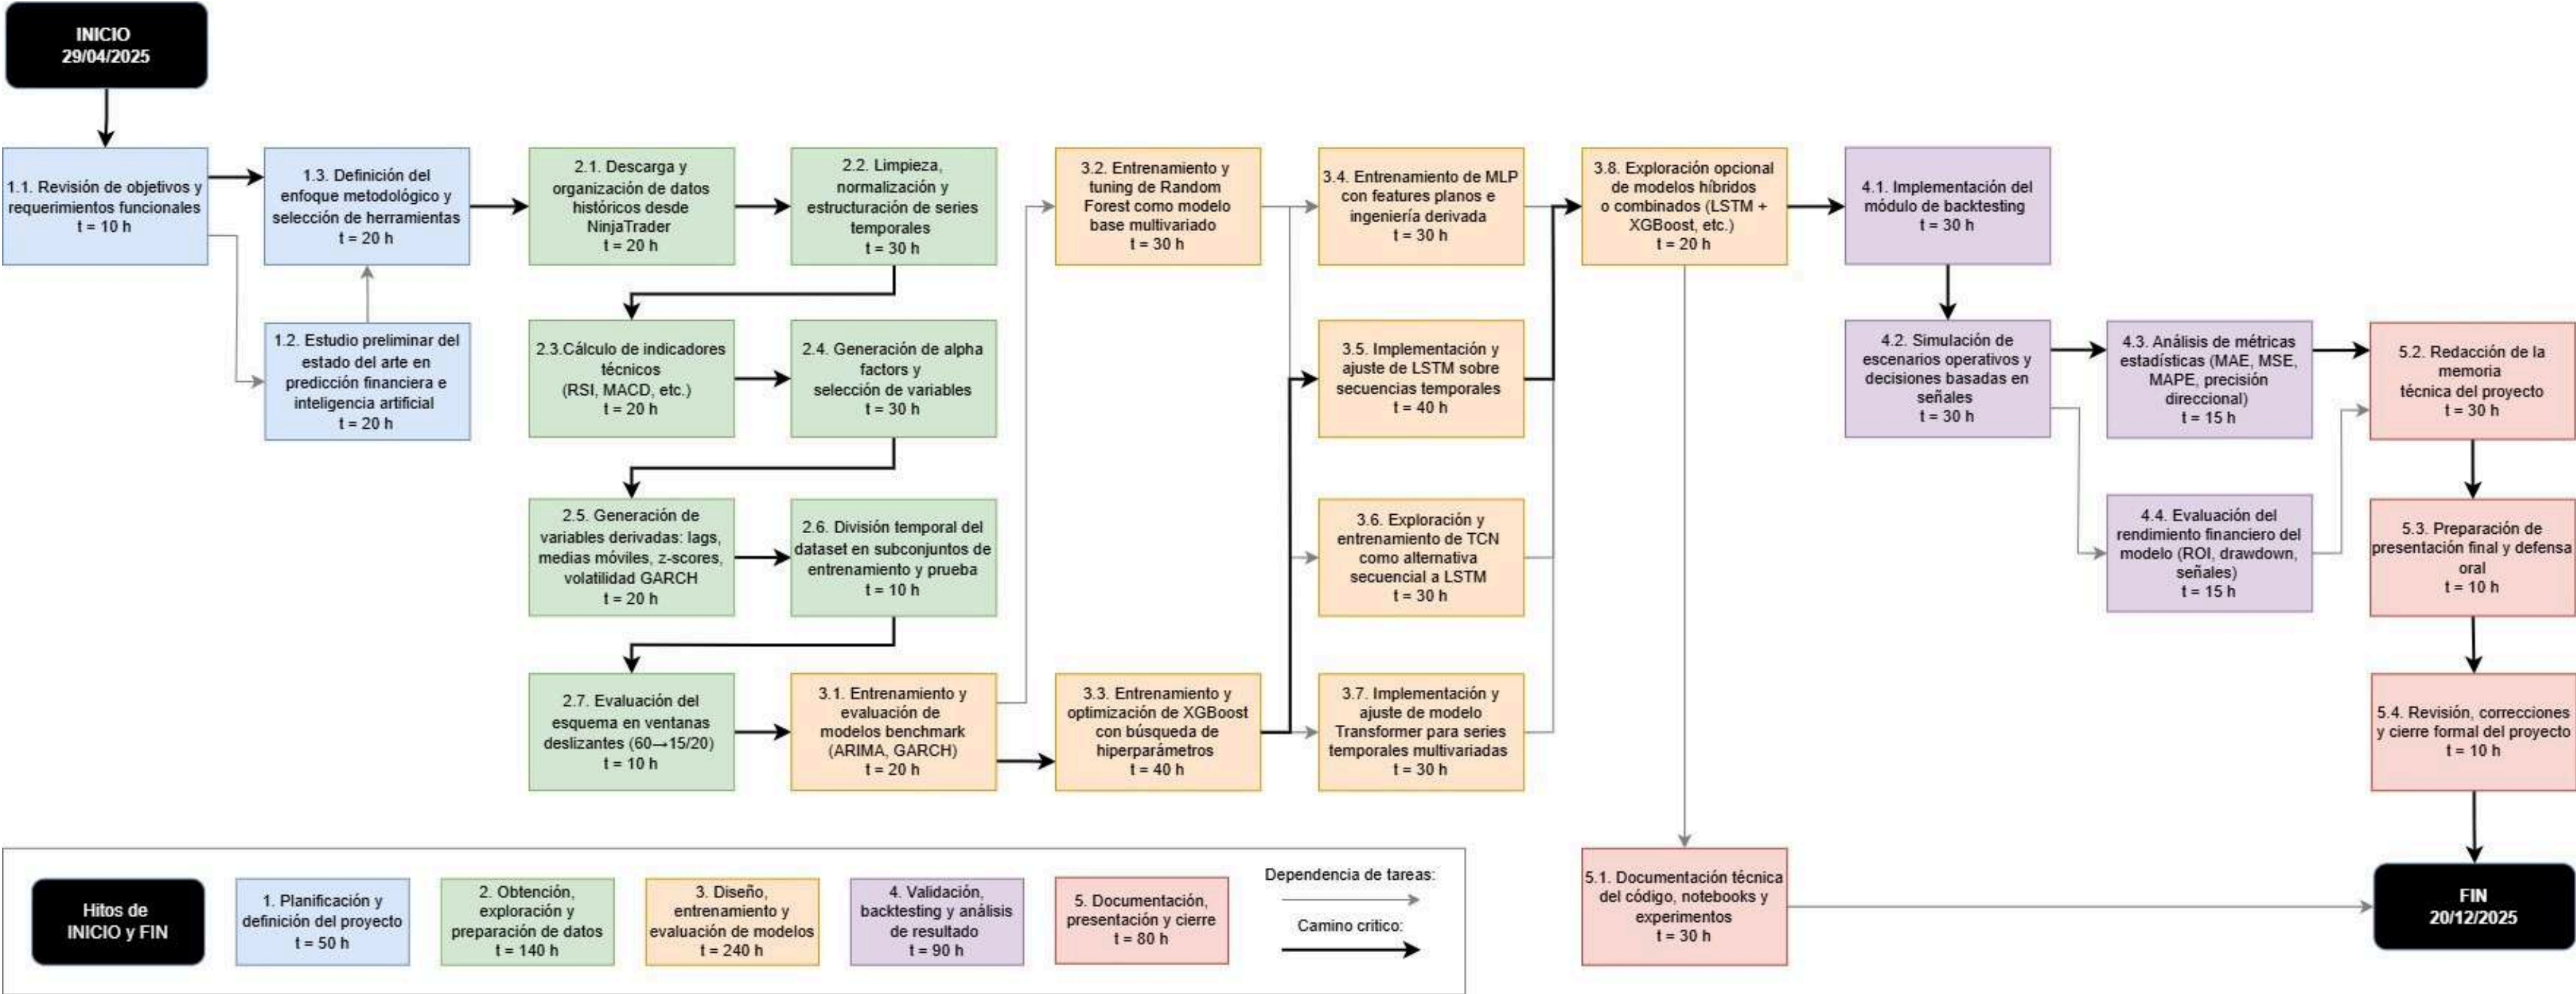 INICIO
29/04/2025
1.1. Revisión de objetivos y
requerimientos funcionales
t = 10 h
1.3. Definición del
enfoque metodológico y
selección de herramientas
t = 20 h
1.2. Estudio preliminar del
estado del arte en
predicción financiera e
inteligencia artificial
t = 20 h
2.1. Descarga y
organización de datos
históricos desde
NinjaTrader
t = 20 h
2.2. Limpieza,
normalización y
estructuración de series
temporales
t = 30 h
2.3.Cálculo de indicadores
técnicos
(RSI, MACD, etc.)
t = 20 h
2.4. Generación de alpha
factors y
selección de variables
t = 30 h
2.5. Generación de
variables derivadas: lags,
medias móviles, z-scores,
volatilidad GARCH
t = 20 h
2.6. División temporal del
dataset en subconjuntos de
entrenamiento y prueba
t = 10 h
2.7. Evaluación del
esquema en ventanas
deslizantes (60→15/20)
t = 10 h
3.1. Entrenamiento y
evaluación de
modelos benchmark
(ARIMA, GARCH)
t = 20 h
3.2. Entrenamiento y
tuning de Random
Forest como modelo
base multivariado
t = 30 h
3.3. Entrenamiento y
optimización de XGBoost
con búsqueda de
hiperparámetros
t = 40 h
3.4. Entrenamiento de MLP
con features planos e
ingeniería derivada
t = 30 h
3.5. Implementación y
ajuste de LSTM sobre
secuencias temporales
t = 40 h
3.6. Exploración y
entrenamiento de TCN
como alternativa
secuencial a LSTM
t = 30 h
3.7. Implementación y
ajuste de modelo
Transformer para series
temporales multivariadas
t = 30 h
3.8. Exploración opcional
de modelos híbridos
o combinados (LSTM +
XGBoost, etc.)
t = 20 h
4.1. Implementación del
módulo de backtesting
t = 30 h
4.2. Simulación de
escenarios operativos y
decisiones basadas en
señales
t = 30 h
4.3. Análisis de métricas
estadísticas (MAE, MSE,
MAPE, precisión
direccional)
t = 15 h
4.4. Evaluación del
rendimiento financiero del
modelo (ROI, drawdown,
señales)
t = 15 h
5.2. Redacción de la
memoria
técnica del proyecto
t = 30 h
5.3. Preparación de
presentación final y defensa
oral
t = 10 h
5.4. Revisión, correcciones
y cierre formal del proyecto
t = 10 h
5.1. Documentación técnica
del código, notebooks y
experimentos
t = 30 h
FIN
20/12/2025
Hitos de
INICIO y FIN
1. Planificación y
definición del proyecto
t = 50 h
2. Obtención,
exploración y
preparación de datos
t = 140 h
3. Diseño,
entrenamiento y
evaluación de modelos
t = 240 h
4. Validación,
backtesting y análisis
de resultado
t = 90 h
5. Documentación,
presentación y cierre
t = 80 h
Dependencia de tareas:
Camino crítico: